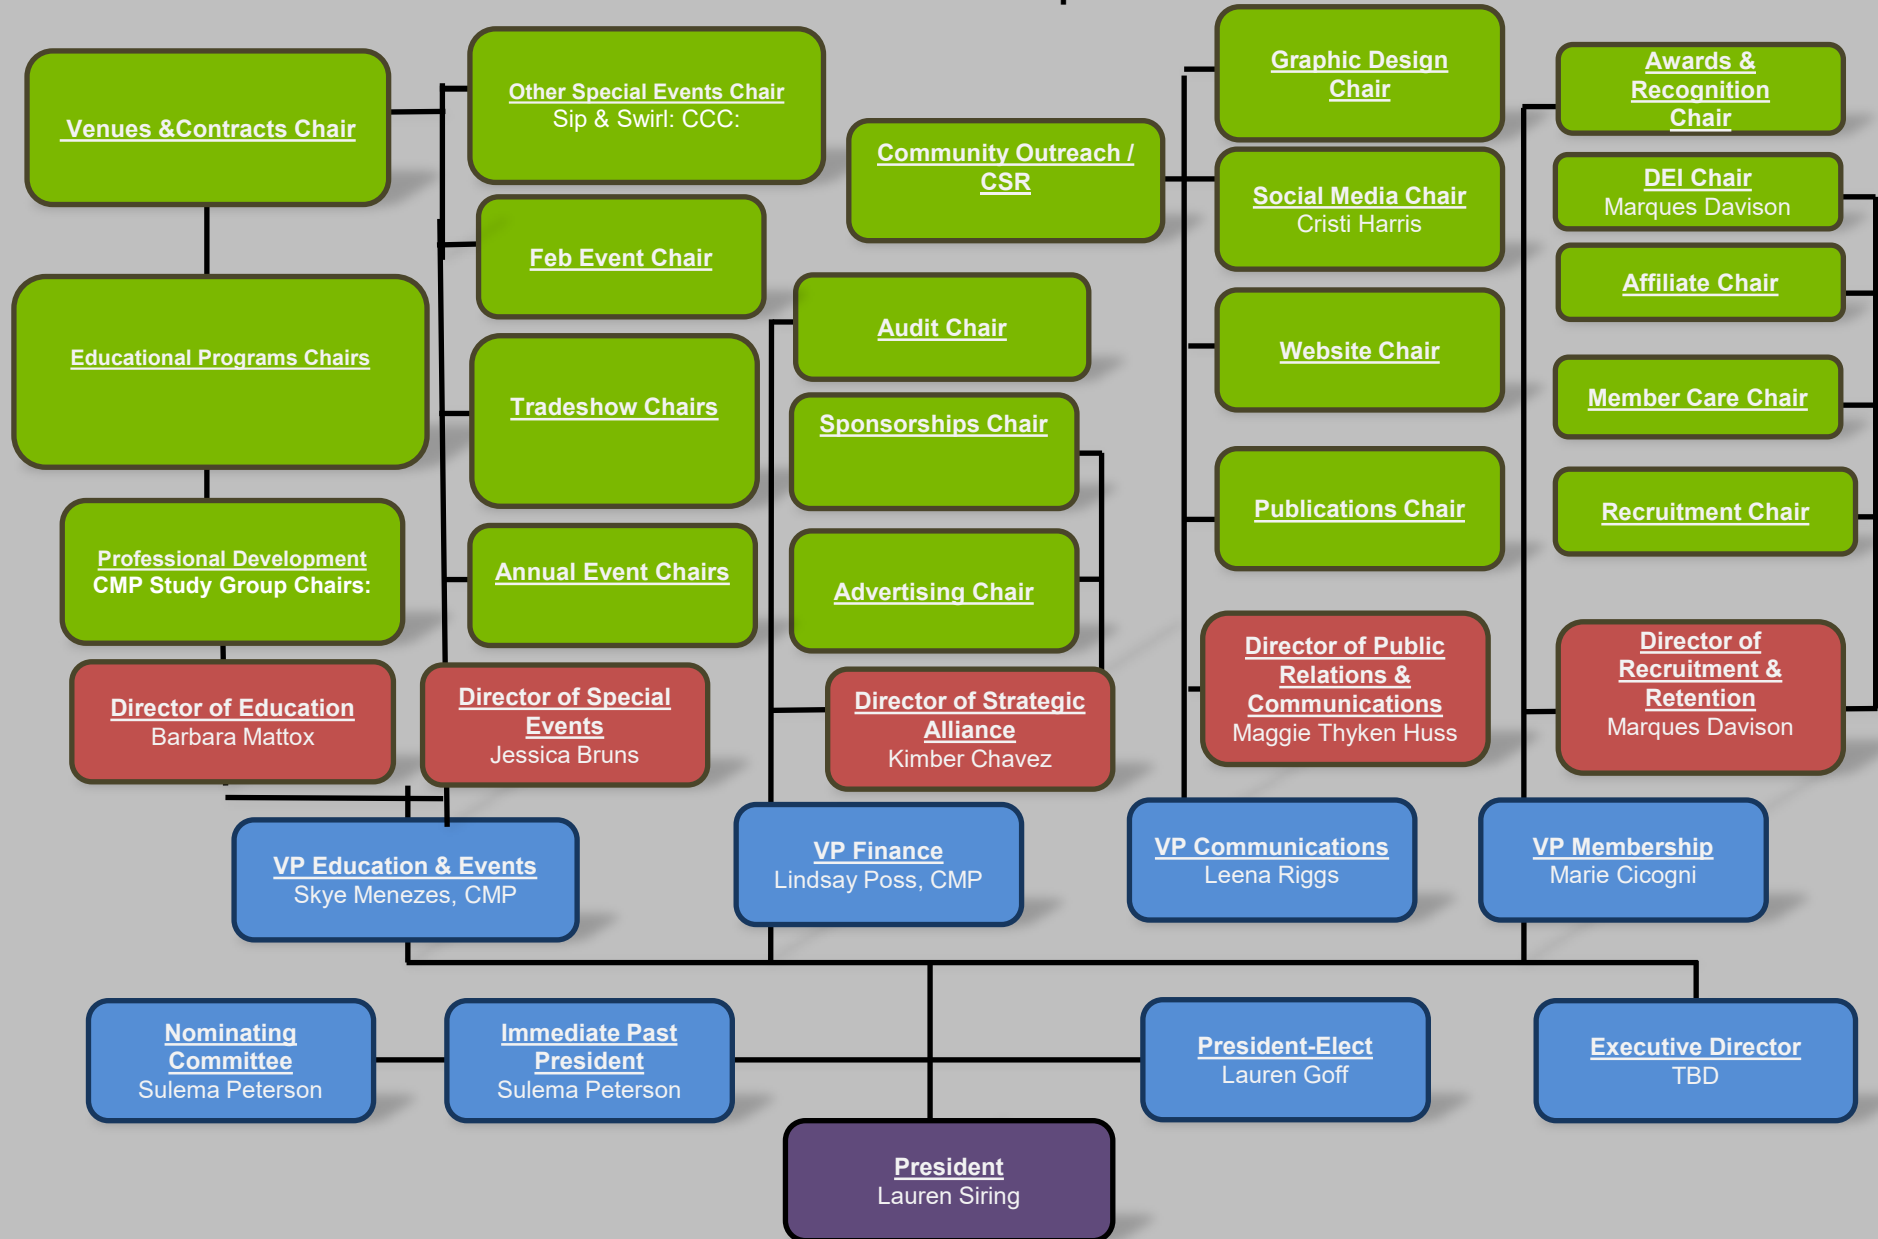 Venues &Contracts Chair
Other Special Events Chair
Sip & Swirl: CCC:
Community Outreach /
CSR
Graphic Design
Chair
Awards &
Recognition
Chair
Social Media Chair
Cristi Harris
DEI Chair
Marques Davison
Feb Event Chair
Affiliate Chair
Educational Programs Chairs
Audit Chair
Website Chair
Tradeshow Chairs
Sponsorships Chair
Member Care Chair
Professional Development
CMP Study Group Chairs:
Annual Event Chairs
Advertising Chair
Publications Chair
Recruitment Chair
Director of Education
Barbara Mattox
Director of Special
Events
Jessica Bruns
Director of Strategic
Alliance
Kimber Chavez
Director of Public
Relations &
Communications
Maggie Thyken Huss
Director of
Recruitment &
Retention
Marques Davison
VP Education & Events
Skye Menezes, CMP
VP Finance
Lindsay Poss, CMP
VP Communications
Leena Riggs
VP Membership
Marie Cicogni
Nominating
Committee
Sulema Peterson
Immediate Past
President
Sulema Peterson
President-Elect
Lauren Goff
Executive Director
TBD
President
Lauren Siring